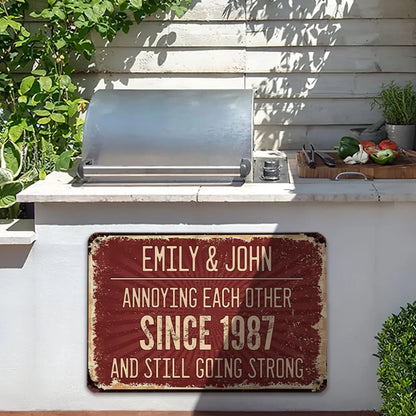 EMILY & JOHN
ANNOYING EACH OTHER
SINCE 1987
AND STILL GOING STRONG